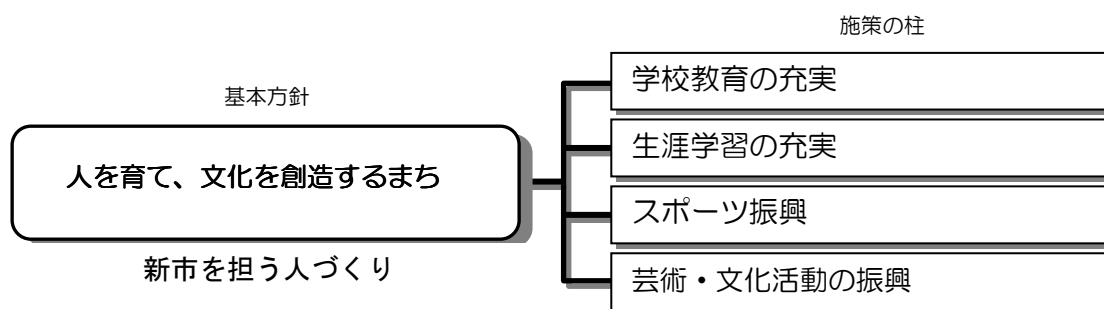 施策の柱
基本方針
人を育て、文化を創造するまち
新市を担う人づくり
学校教育の充実
生涯学習の充実
スポーツ振興
芸術・文化活動の振興